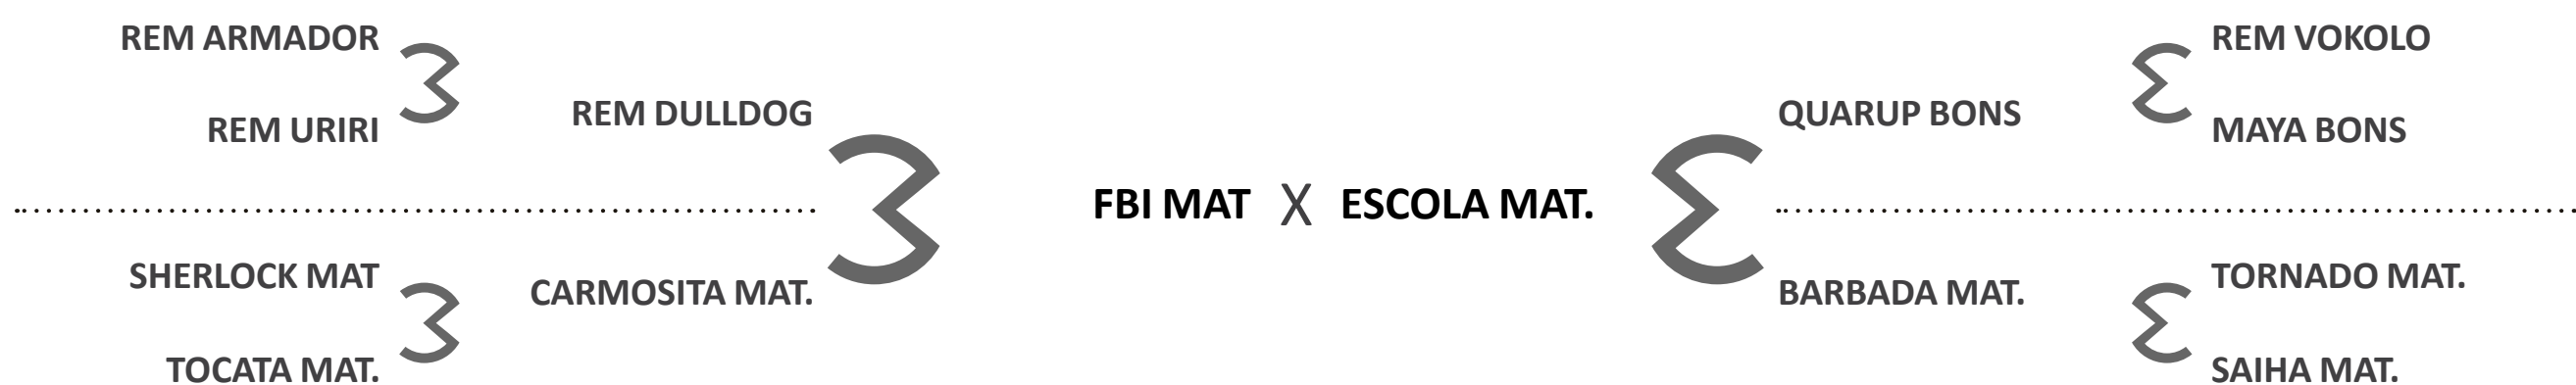 REM ARMADOR
REM URIRI
REM DULLDOG
SHERLOCK MAT
TOCATA MAT.
CARMOSITA MAT.
FBI MAT X ESCOLA MAT.
QUARUP BONS
BARBADA MAT.
REM VOKOLO
MAYA BONS
TORNADO MAT.
SAIHA MAT.